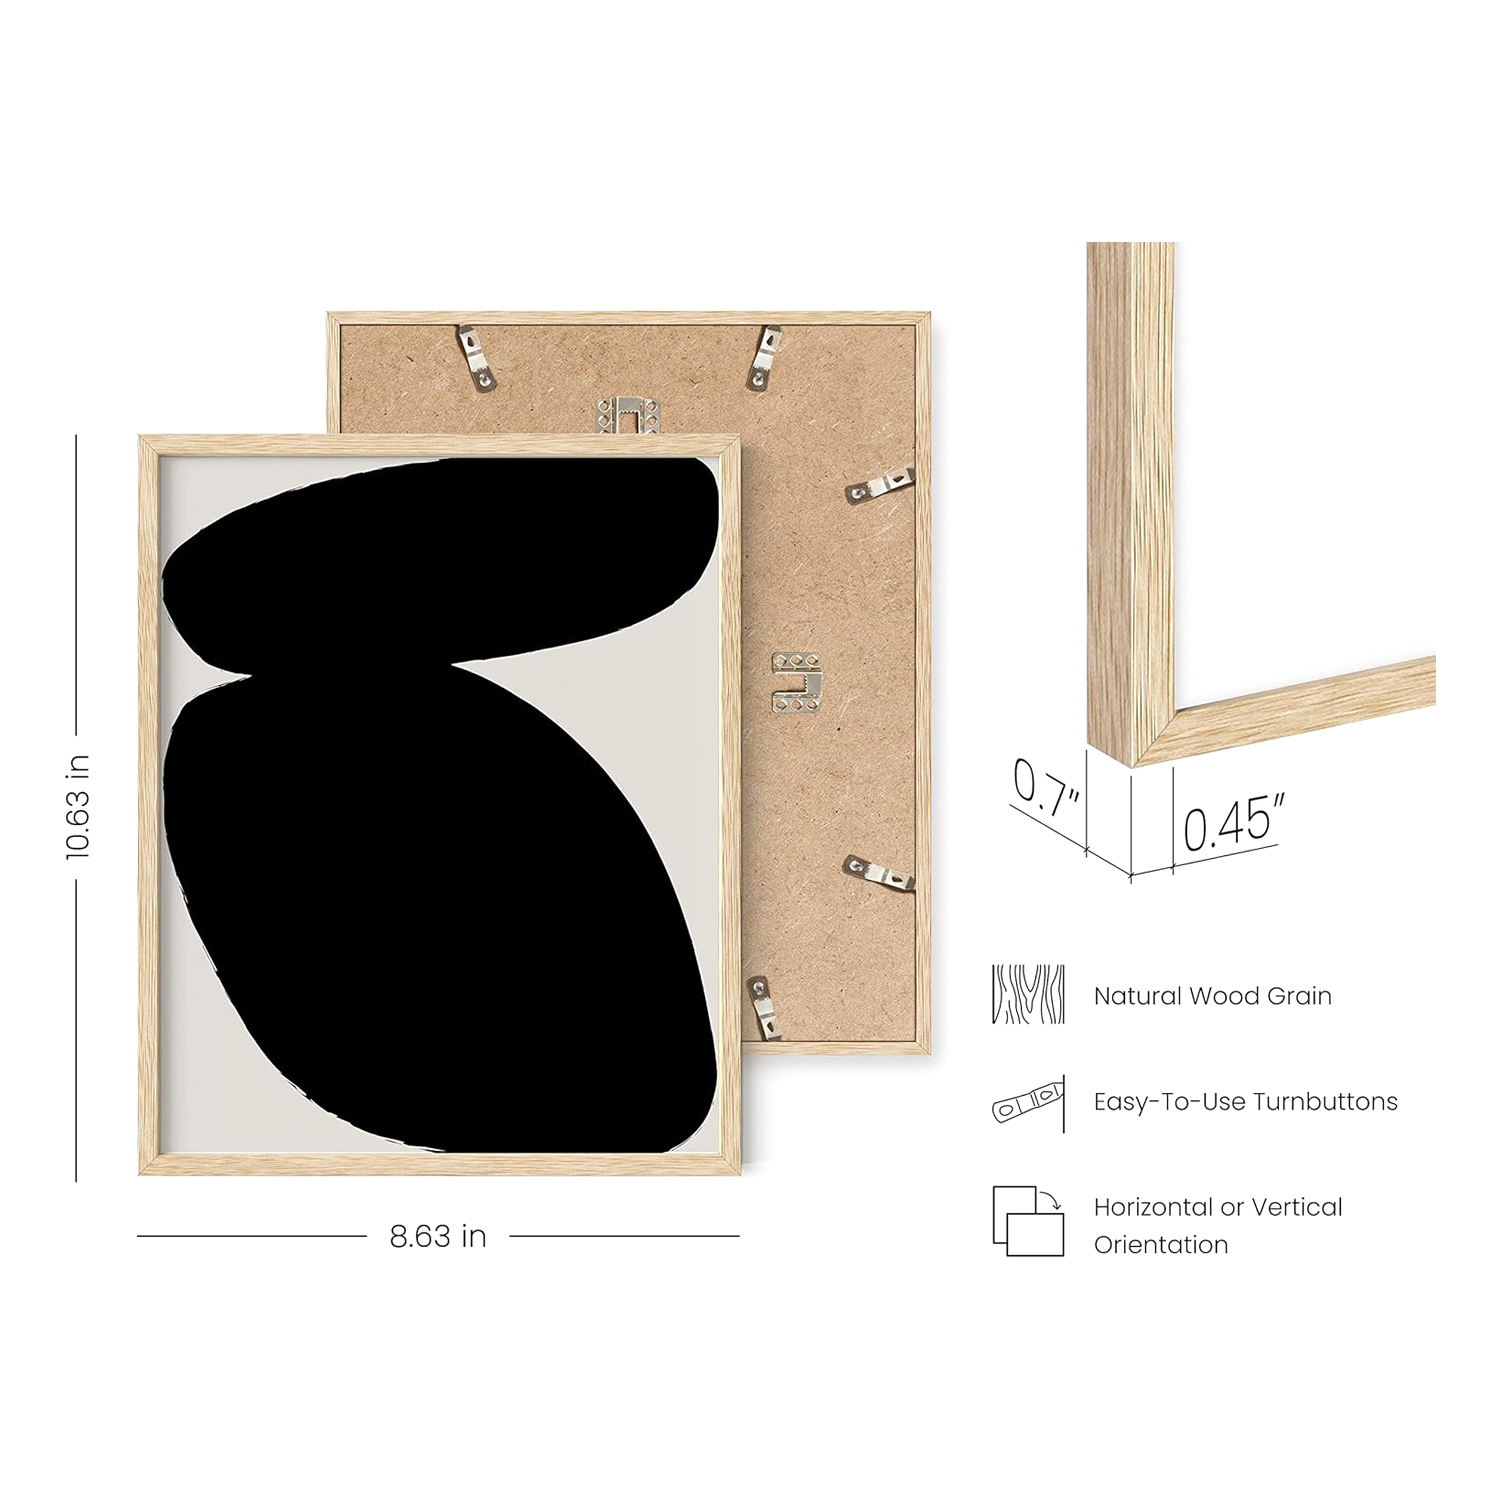 10.63 in
8.63 in
0.7"
0.45"
Natural Wood Grain
Easy-To-Use Turnbuttons
Horizontal or Vertical
Orientation